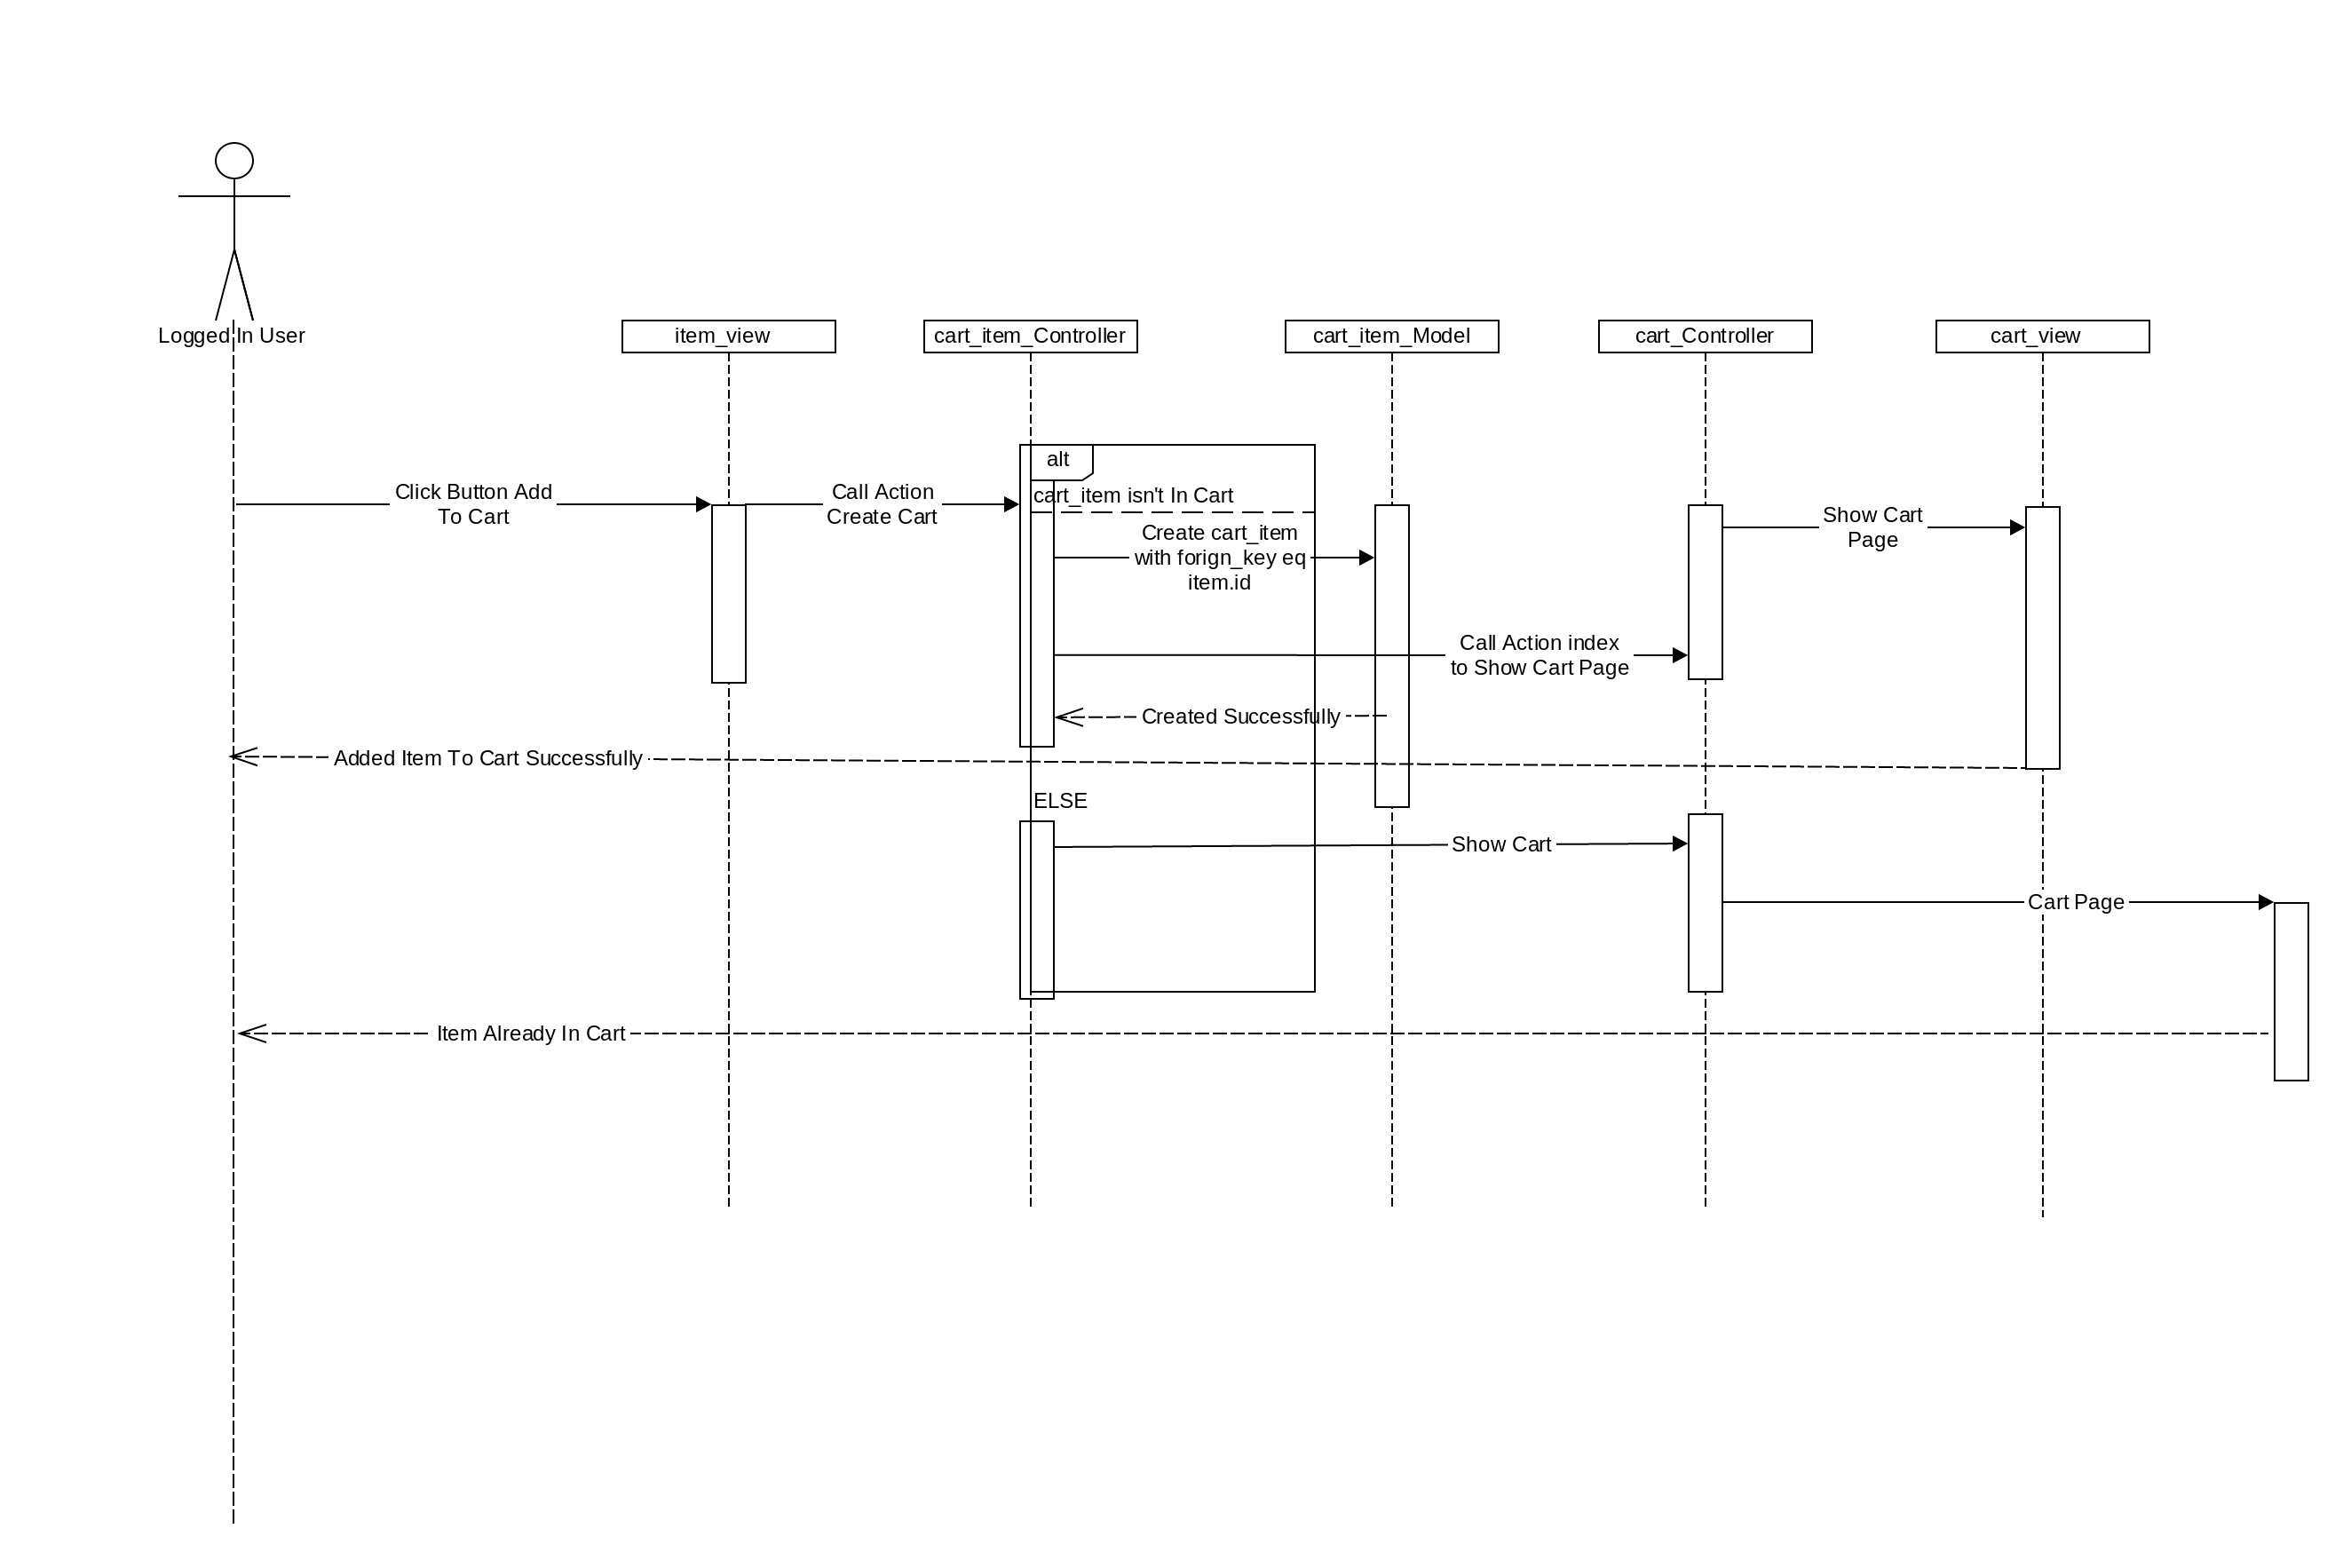 Logged In User
item_view
cart_item_Controller
cart_item_Model
cart_Controller
cart_view
alt
cart_item isn't In Cart
Click Button Add
To Cart
Call Action
Create Cart
Create cart_item
with forign_key eq
item.id
Show Cart
Page
Call Action index
to Show Cart Page
Created Successfully
Added Item To Cart Successfully
ELSE
Show Cart
Cart Page
Item Already In Cart